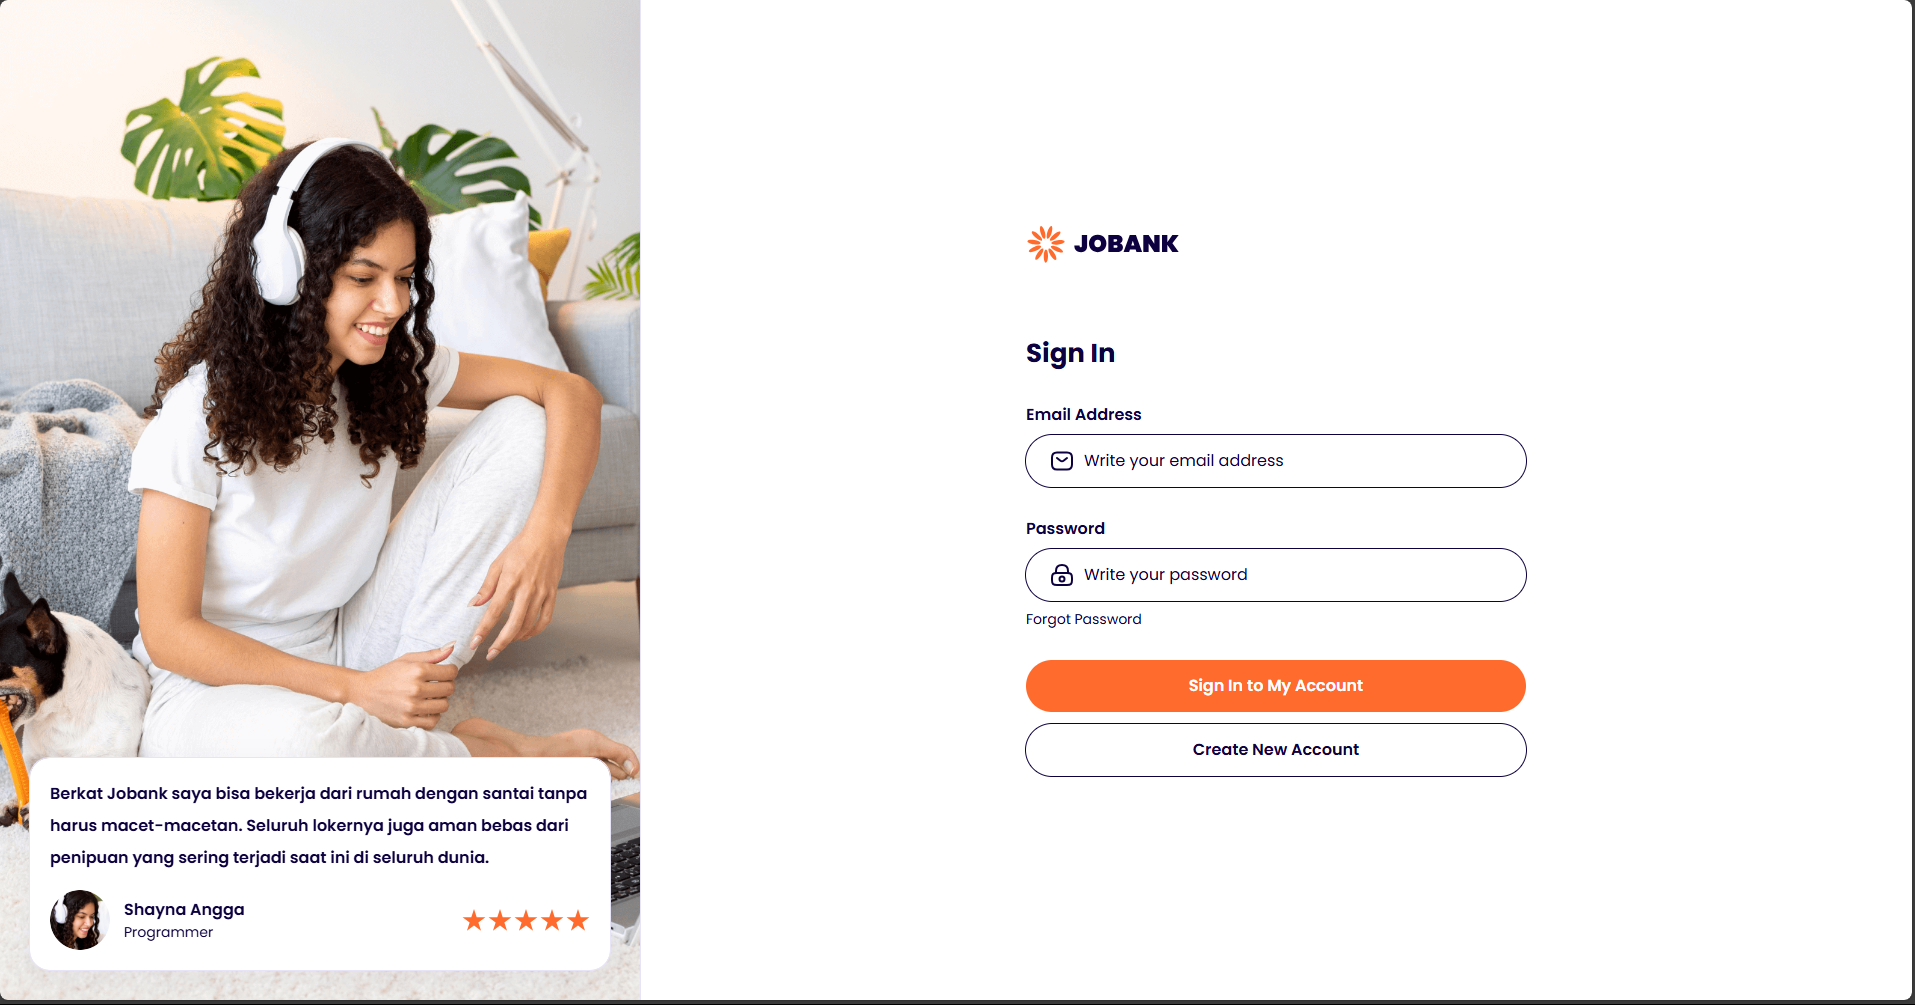 JOBANK
Sign In
Email Address
Write your email address
Password
Write your password
Forgot Password
Sign In to My Account
Create New Account
Berkat Jobank saya bisa bekerja dari rumah dengan santai tanpa
harus macet-macetan. Seluruh lokernya juga aman bebas dari
penipuan yang sering terjadi saat ini di seluruh dunia.
Shayna Angga
Programmer